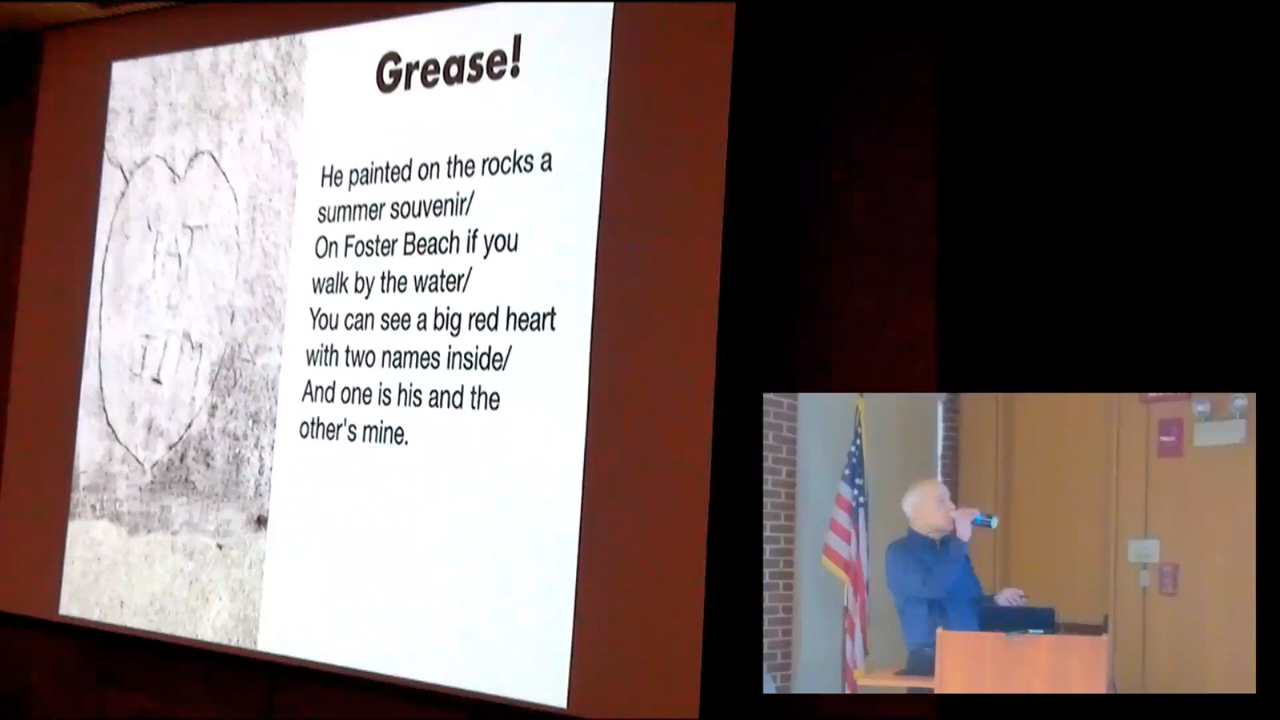 Grease!
He painted on the rocks a
summer souvenir/
On Foster Beach if you
walk by the water/
You can see a big red heart
with two names inside/
And one is his and the
other's mine.
TIM